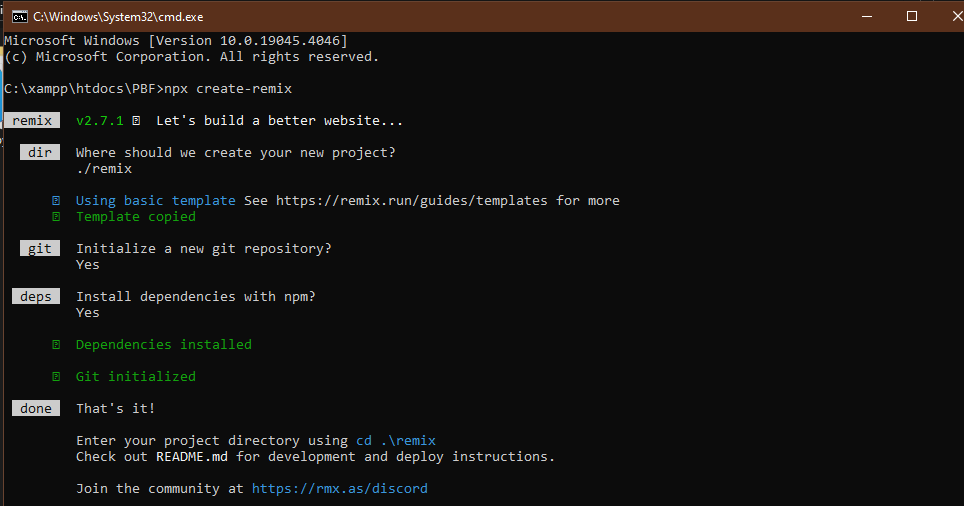 C:\Windows\System32\cmd.exe
Microsoft Windows [Version 10.0.19045.4046]
(c) Microsoft Corporation. All rights reserved.
C:\xampp\htdocs\PBF>npx create-remix
remix v2.7.1 Let's build a better website...
dir Where should we create your new project?
./remix
Using basic template See https://remix.run/guides/templates for more
Template copied
git Initialize a new git repository?
Yes
deps Install dependencies with npm?
Yes
Dependencies installed
Git initialized
done That's it!
Enter your project directory using cd .\remix
Check out README.md for development and deploy instructions.
Join the community at https://rmx.as/discord